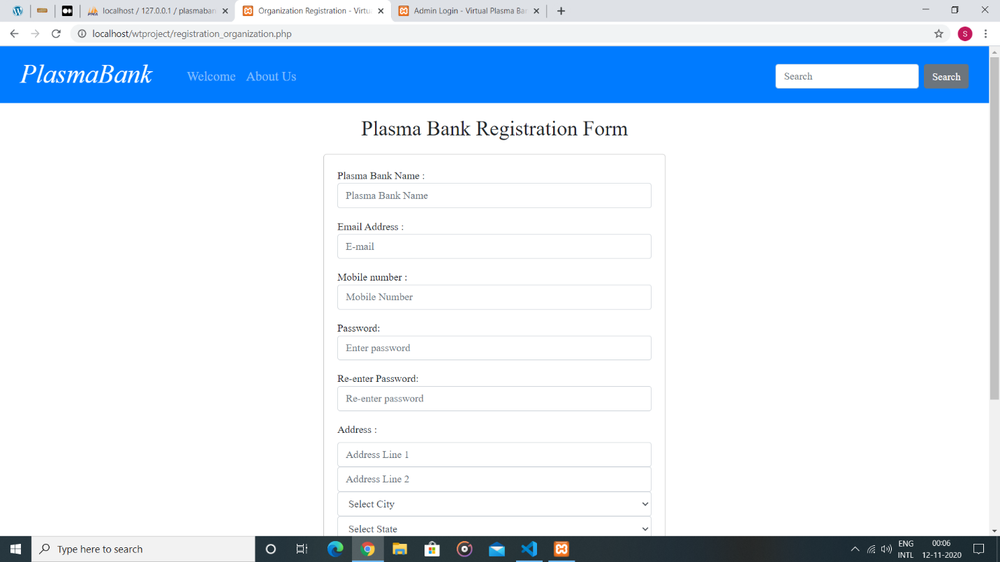 localhost / 127.0.0.1 / plasmaban
Organization Registration - Virtua
Admin Login - Virtual Plasma Ban
localhost/wtproject/registration_organization.php
S
PlasmaBank
Welcome
About Us
Search
Search
Plasma Bank Registration Form
Plasma Bank Name :
Plasma Bank Name
Email Address :
E-mail
Mobile number :
Mobile Number
Password:
Enter password
Re-enter Password:
Re-enter password
Address :
Address Line 1
Address Line 2
Select City
Select State
Type here to search
ENG
INTL
00:06
12-11-2020